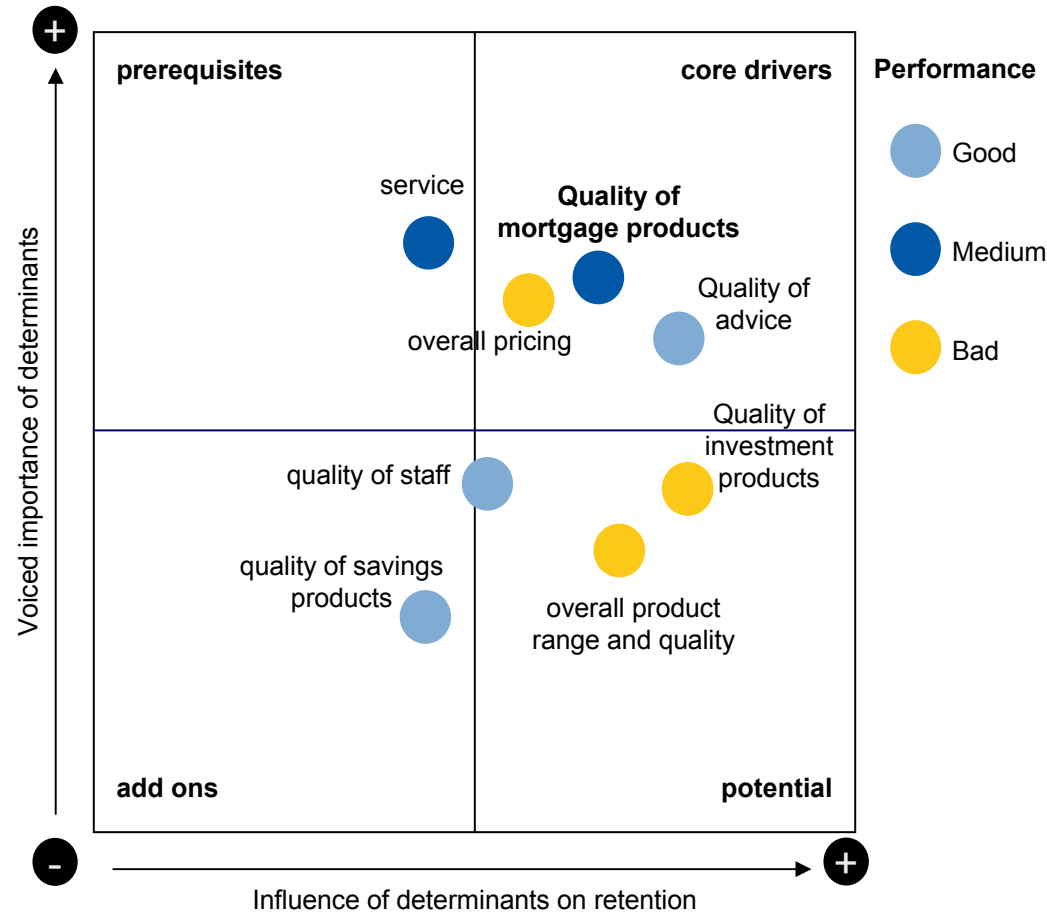 +
prerequisites
core drivers
Performance
Good
Medium
Bad
service
Quality of
mortgage products
Quality of
advice
overall pricing
Quality of
investment
products
quality of staff
quality of savings
products
overall product
range and quality
add ons
potential
Voiced importance of determinants
-
+
Influence of determinants on retention